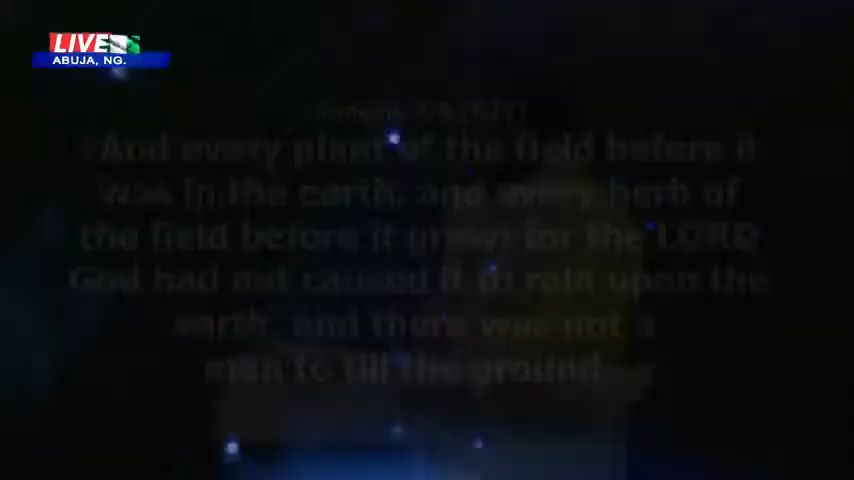 LIVE
ABUJA, NG.
And every plant of the field before it
was in the earth, and every herb of
the field before it grew: for the LORD
God had not caused it to rain upon the
earth, and there was not a
man to till the ground